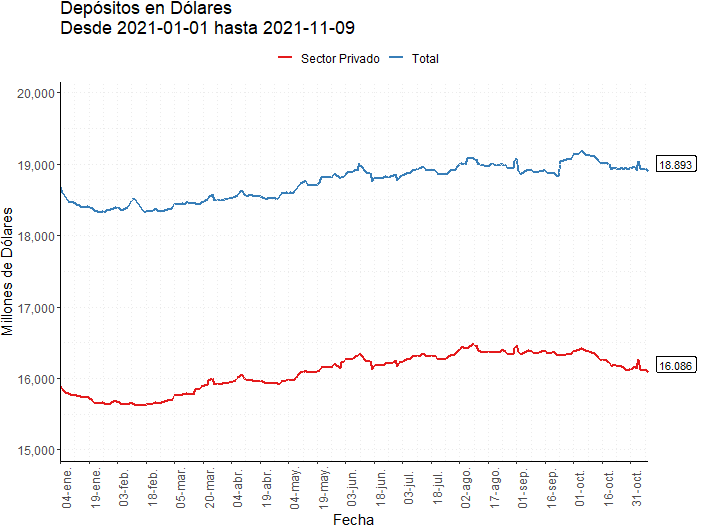 Depósitos en Dólares
Desde 2021-01-01 hasta 2021-11-09
Sector Privado Total
Millones de Dólares
20,000
19,000
18,000
17,000
16,000
15,000
18.893
16.086
04-ene.
19-ene.
03-feb.
18-feb.
05-mar.
20-mar.
04-abr.
19-abr.
04-may.
19-may.
03-jun.
18-jun.
03-jul.
18-jul.
02-ago.
17-ago.
01-sep.
16-sep.
01-oct.
16-oct.
31-oct.
Fecha